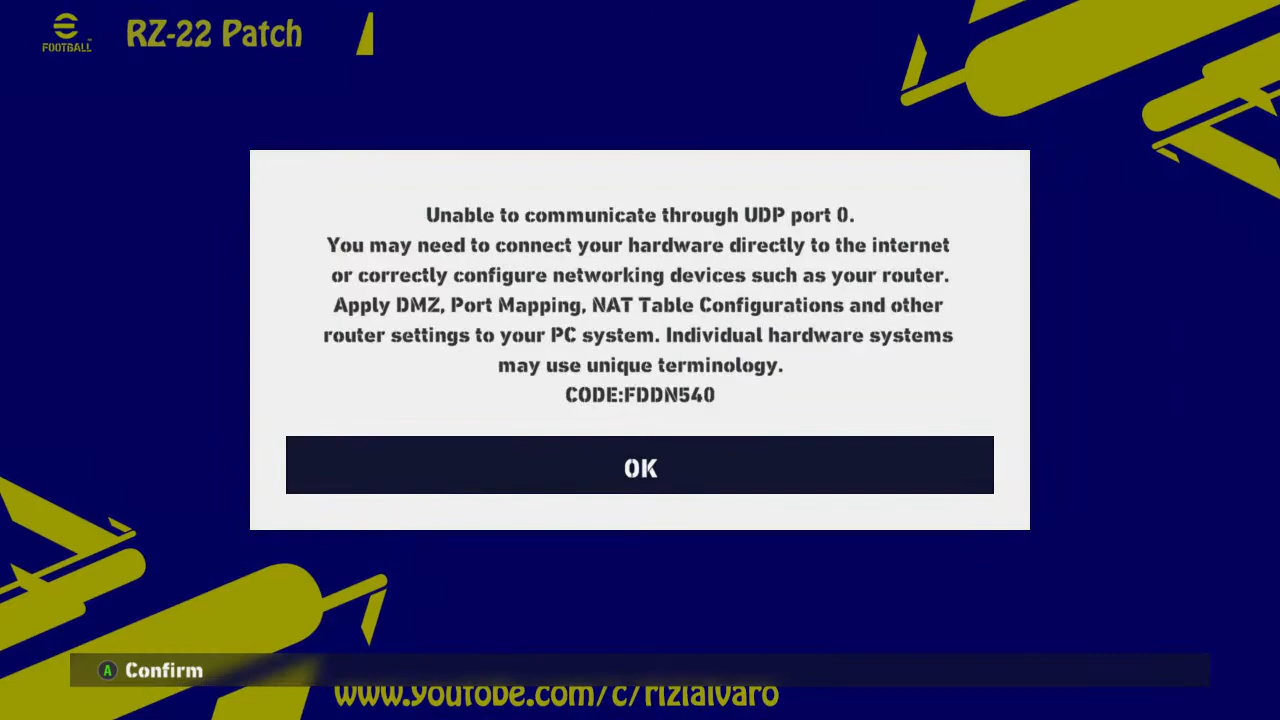 FOOTBALL™
RZ-22 Patch
Unable to communicate through UDP port 0.
You may need to connect your hardware directly to the internet
or correctly configure networking devices such as your router.
Apply DMZ, Port Mapping, NAT Table Configurations and other
router settings to your PC system. Individual hardware systems
may use unique terminology.
CODE:FDDN540
OK
A Confirm
www.youtobe.com/c/rizlalvaro